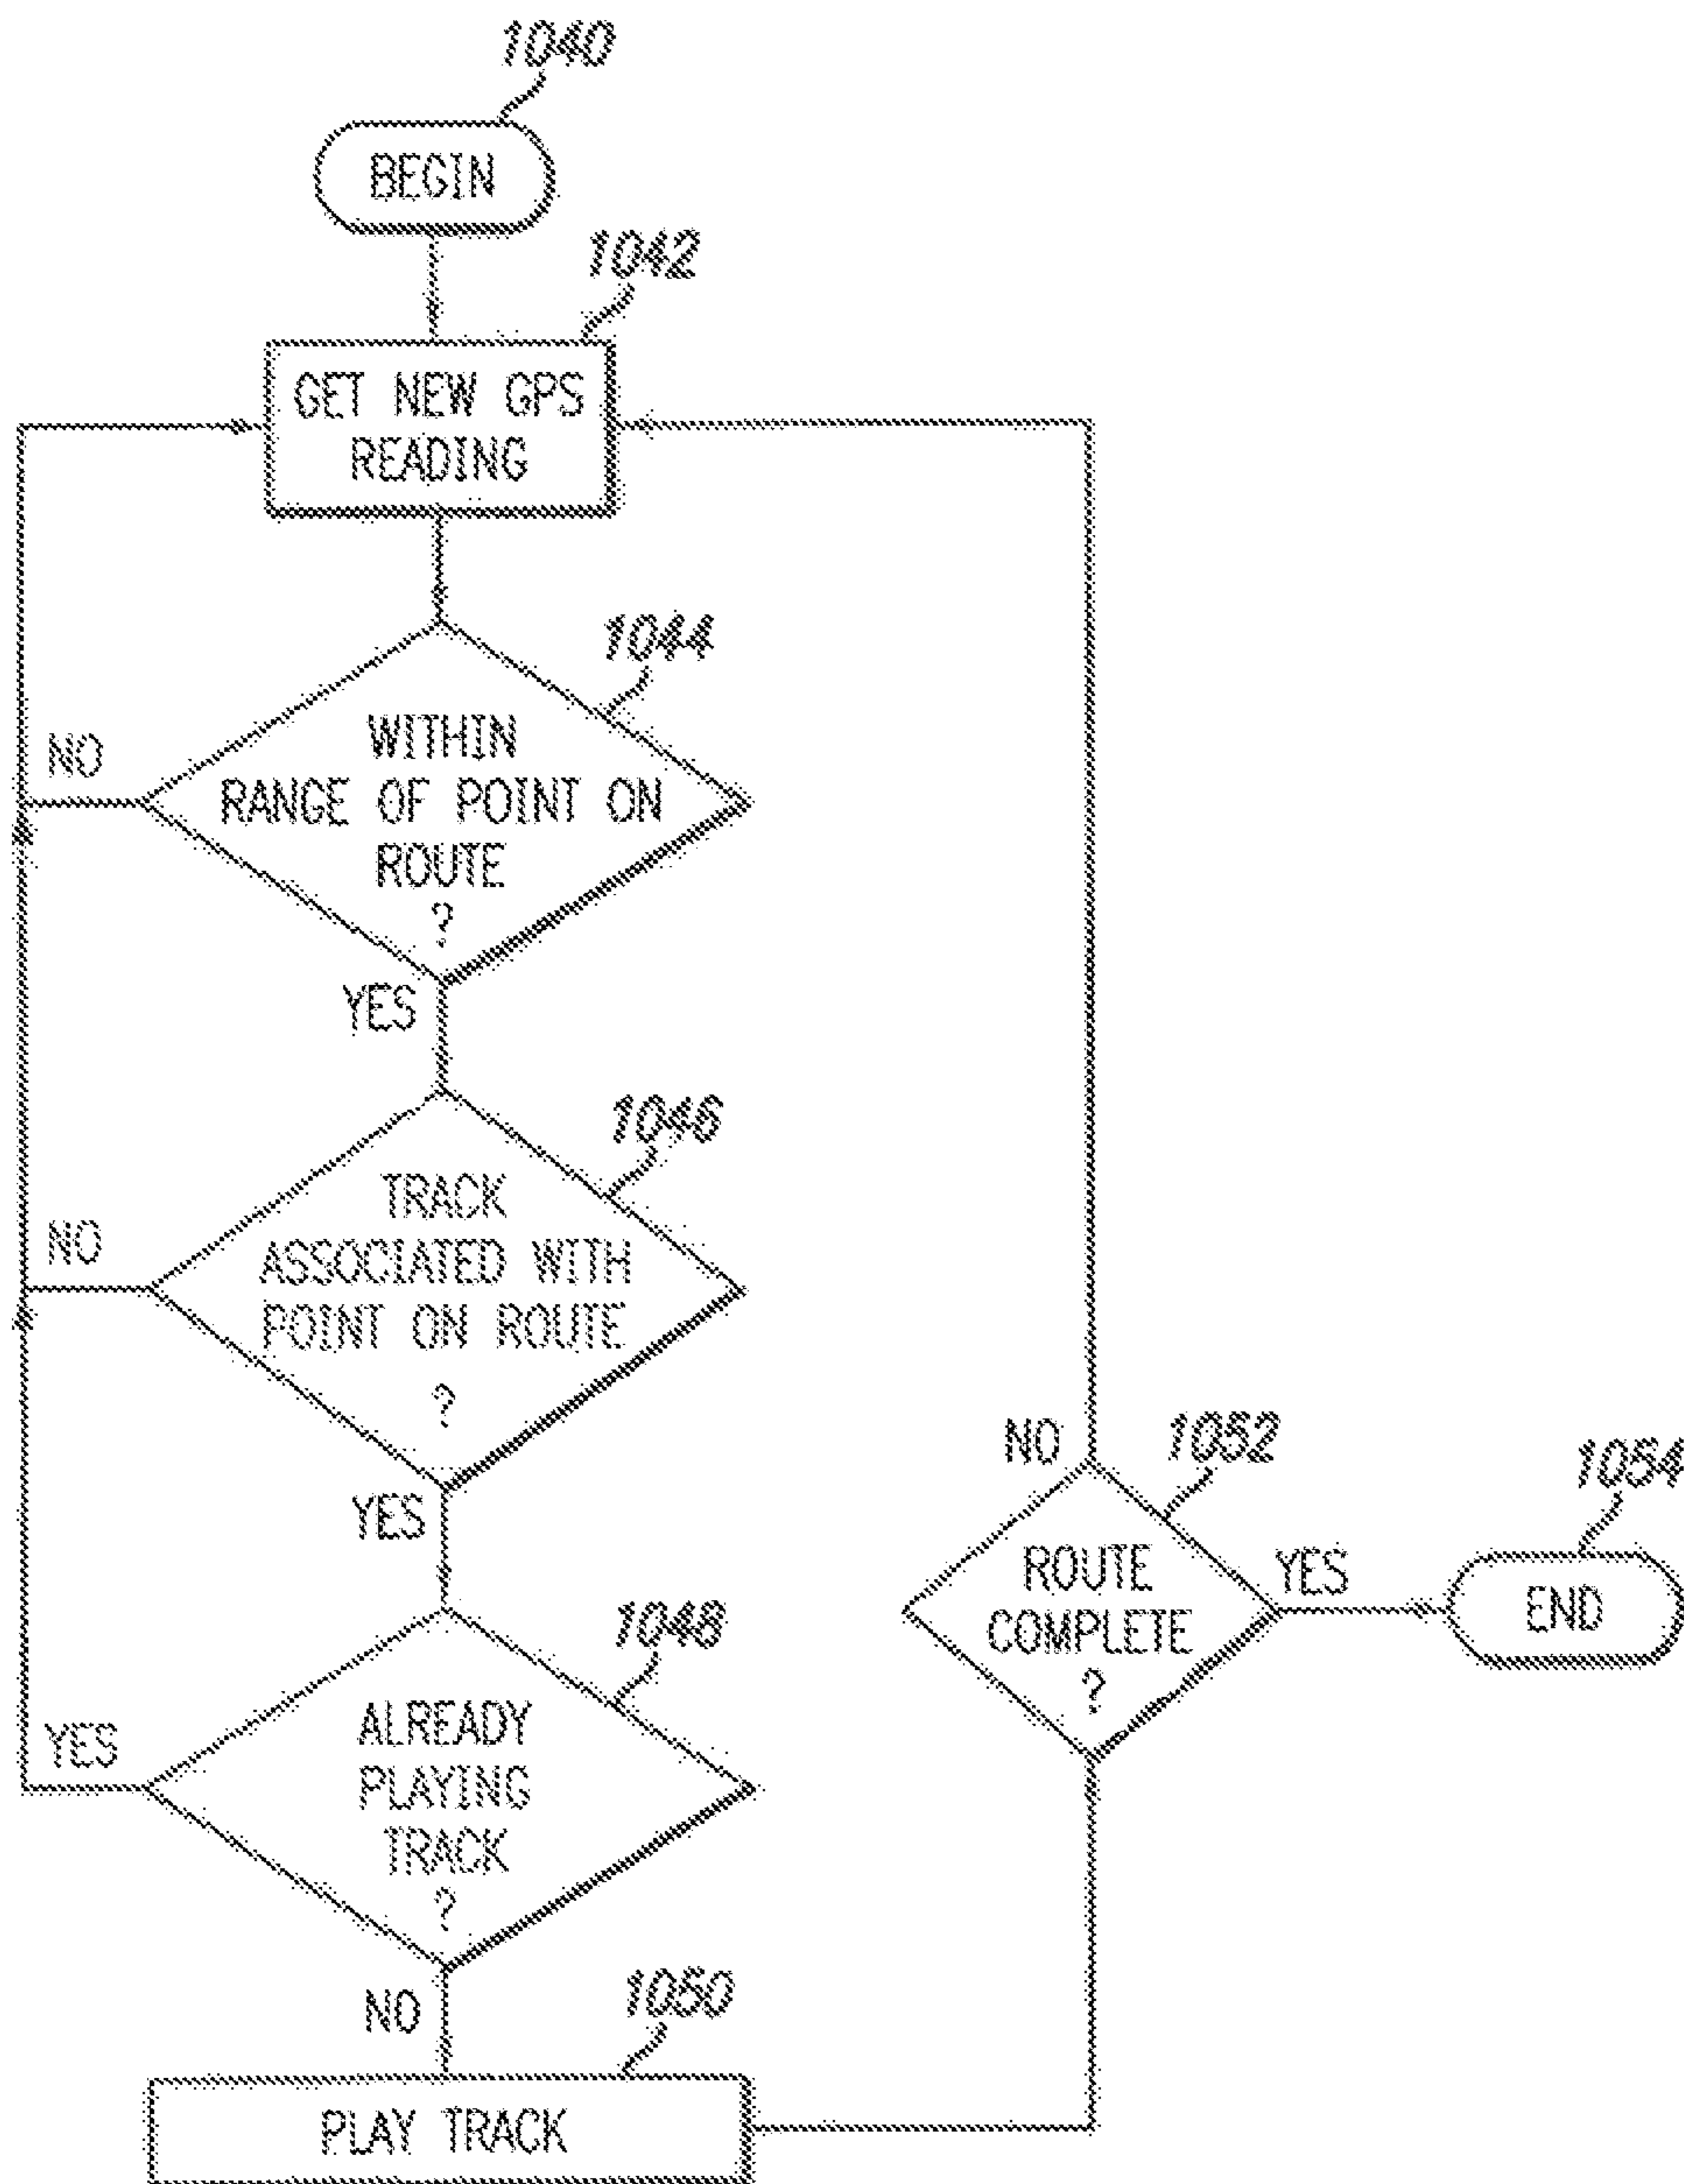 1040
BEGIN
1042
GET NEW GPS
READING
1044
NO
WITHIN
RANGE OF POINT ON
ROUTE
?
YES
1046
NO
TRACK
ASSOCIATED WITH
POINT ON ROUTE
?
YES
1048
YES
ALREADY
PLAYING
TRACK
?
NO
1050
PLAY TRACK
NO
1052
ROUTE
COMPLETE
?
YES
1054
END